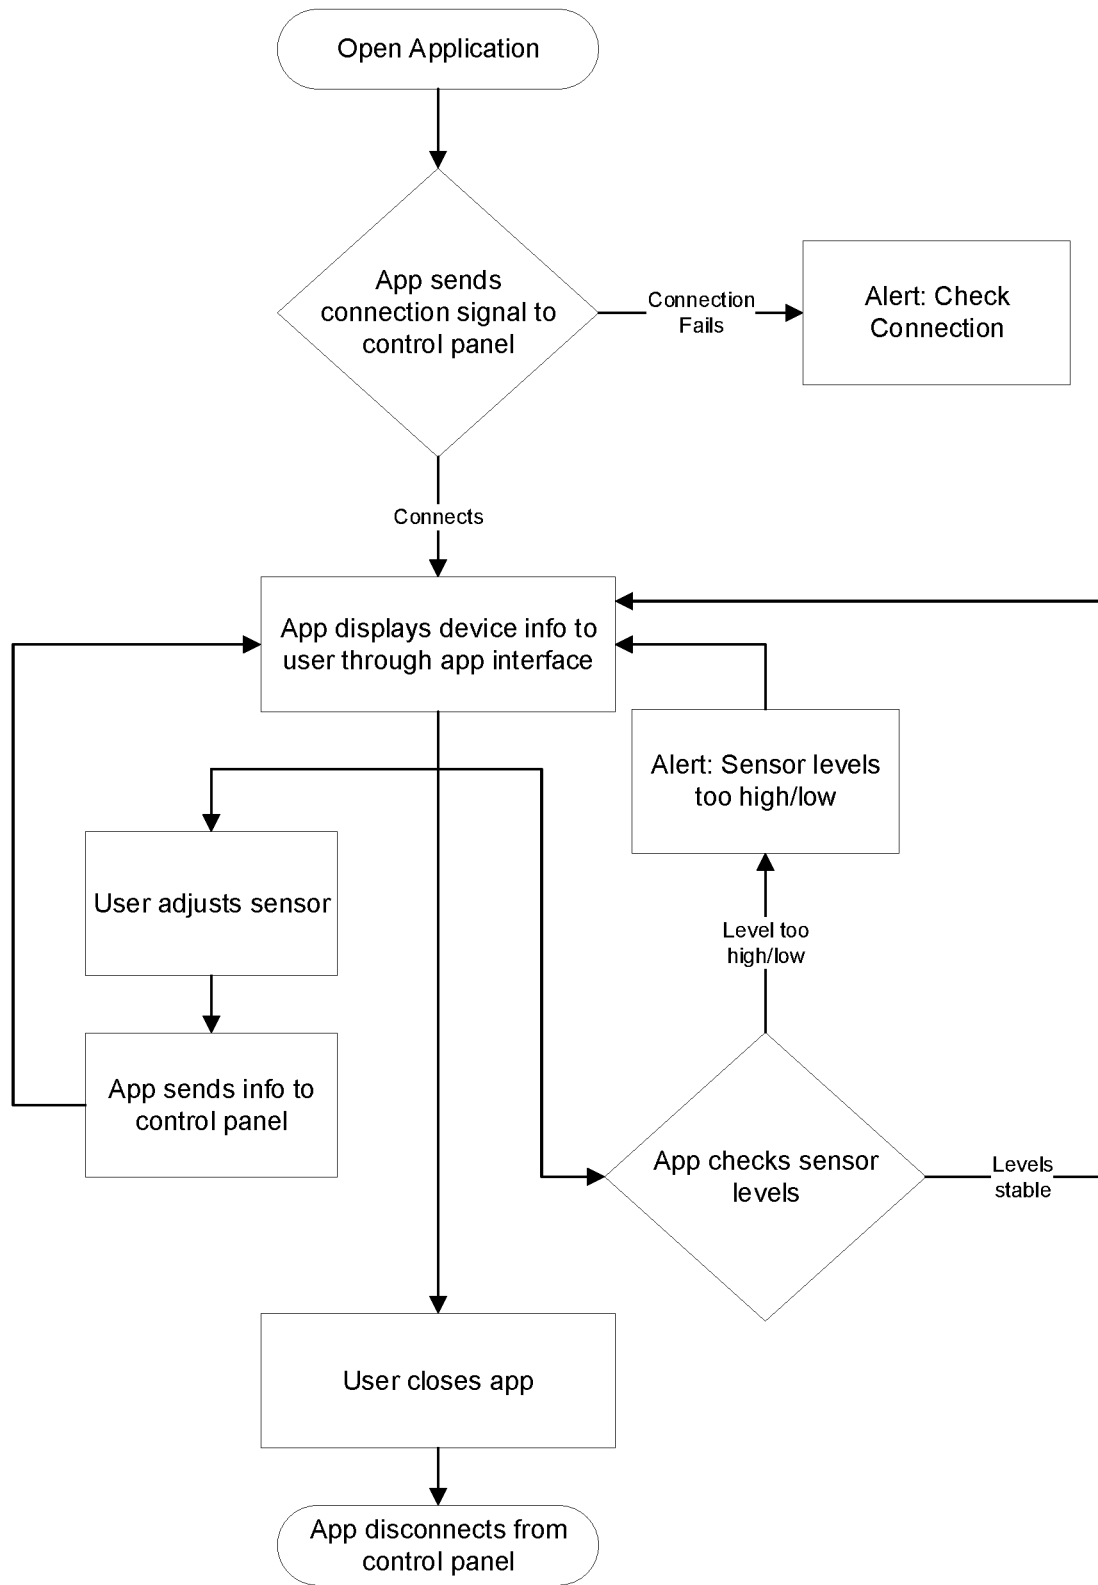 Open Application
App sends
connection signal to
control panel
Connection
Fails
Alert: Check
Connection
Connects
App displays device info to
user through app interface
Alert: Sensor levels
too high/low
User adjusts sensor
Level too
high/low
App sends info to
control panel
App checks sensor
levels
Levels
stable
User closes app
App disconnects from
control panel